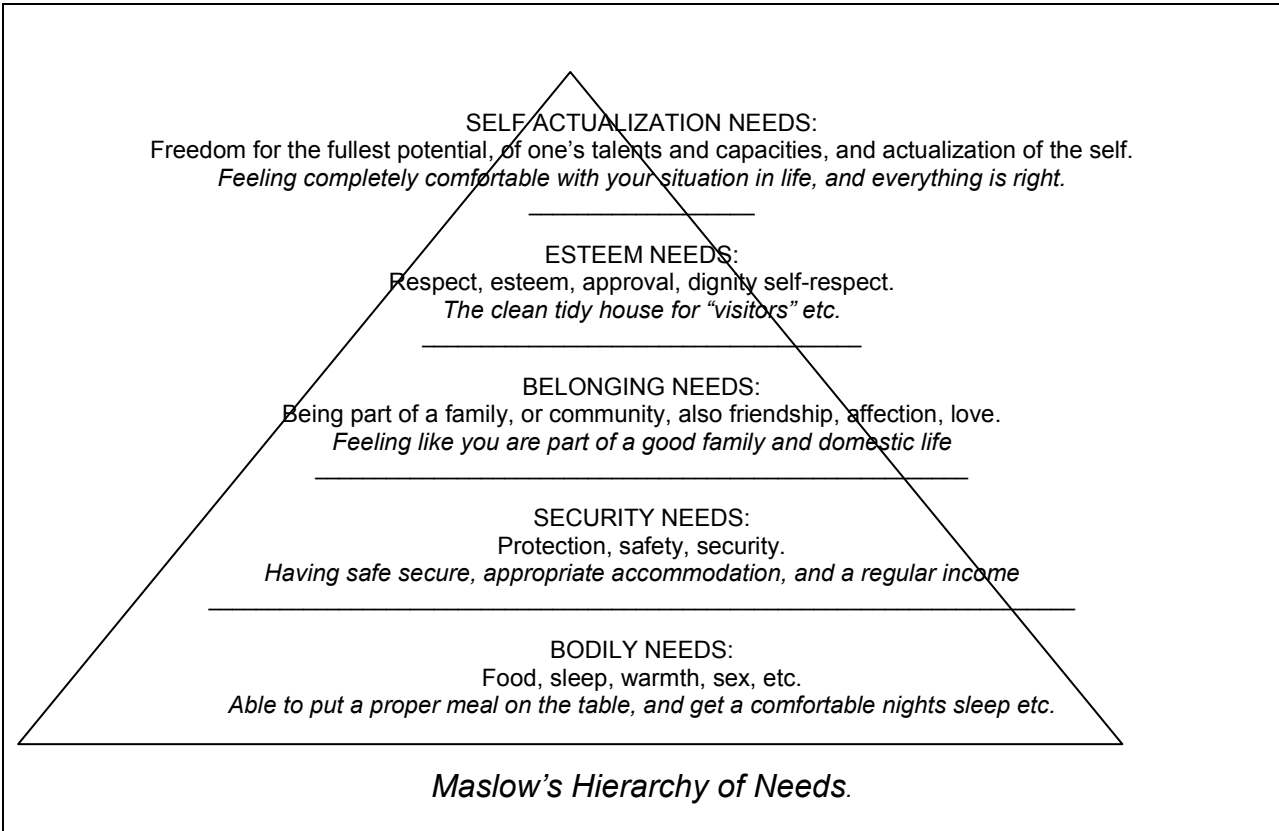 SELF ACTUALIZATION NEEDS:
Freedom for the fullest potential, of one’s talents and capacities, and actualization of the self.
Feeling completely comfortable with your situation in life, and everything is right.
ESTEEM NEEDS:
Respect, esteem, approval, dignity self-respect.
The clean tidy house for “visitors” etc.
BELONGING NEEDS:
Being part of a family, or community, also friendship, affection, love.
Feeling like you are part of a good family and domestic life
SECURITY NEEDS:
Protection, safety, security.
Having safe secure, appropriate accommodation, and a regular income
BODILY NEEDS:
Food, sleep, warmth, sex, etc.
Able to put a proper meal on the table, and get a comfortable nights sleep etc.
Maslow’s Hierarchy of Needs.